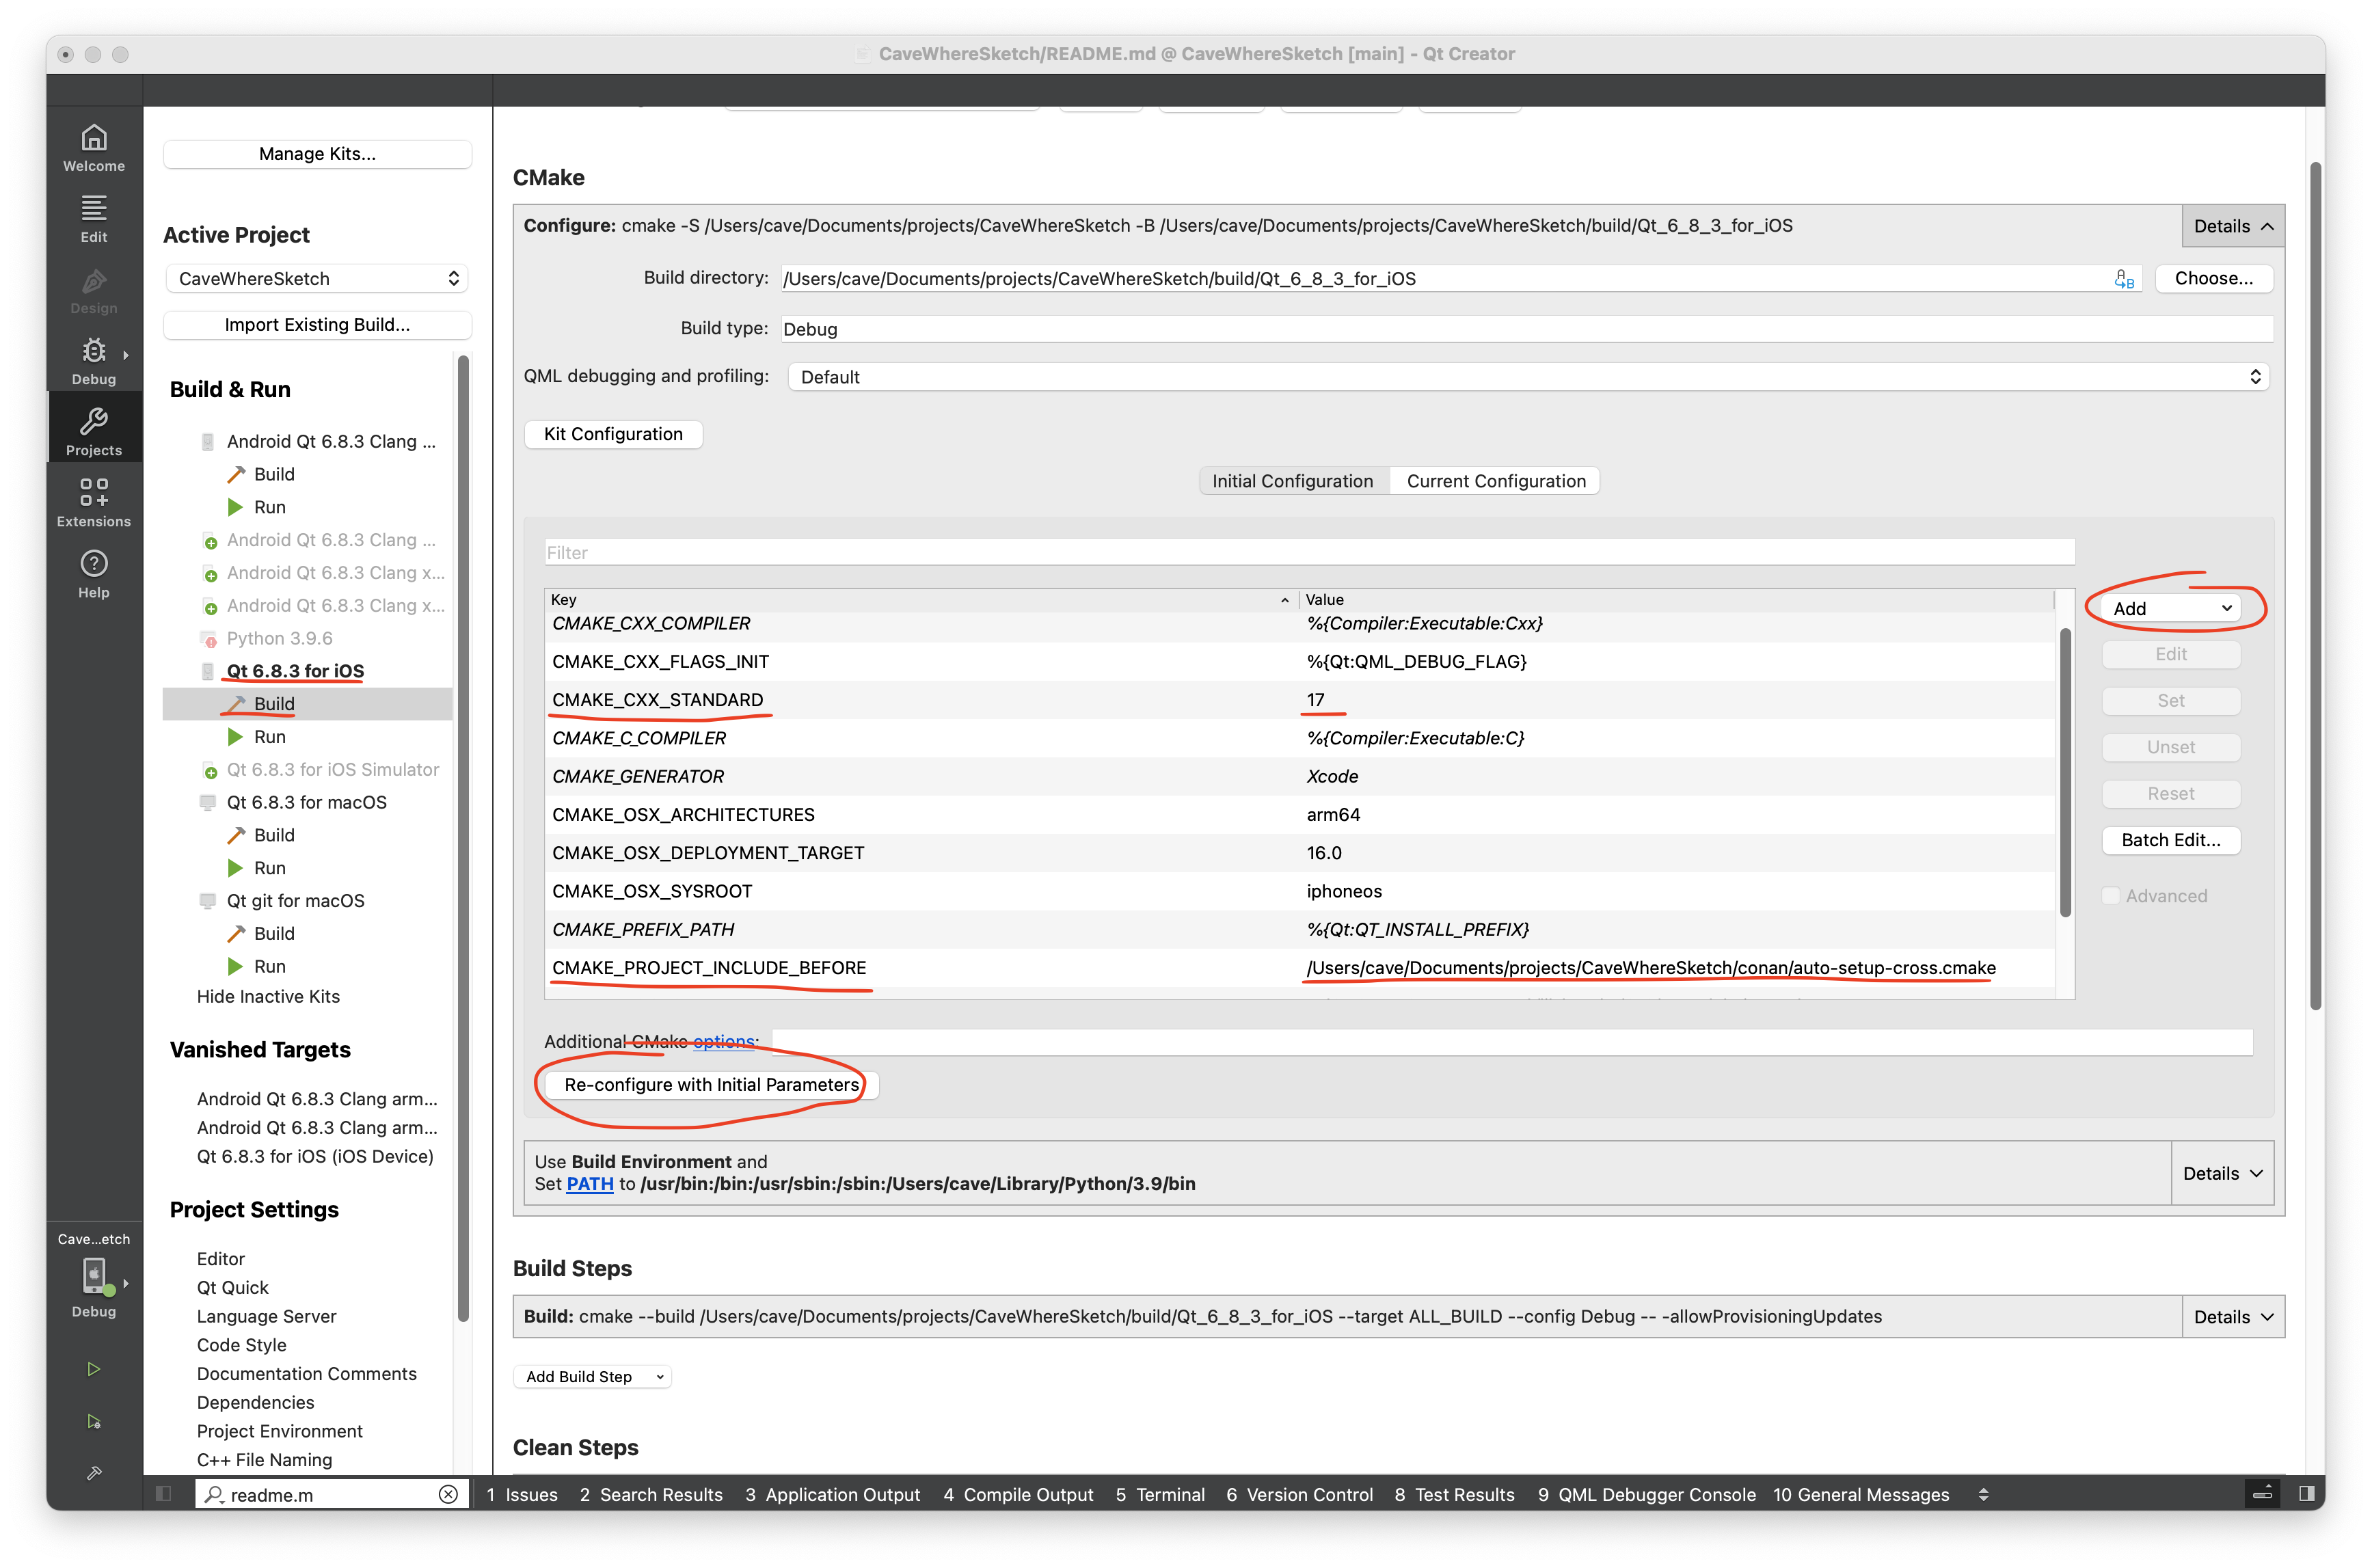 CaveWhereSketch/README.md @ CaveWhereSketch [main] - Qt Creator
Welcome
Edit
Design
Debug
Projects
Extensions
Help
Cave...etch
Debug
Manage Kits...
Active Project
CaveWhereSketch
Import Existing Build...
Build & Run
Android Qt 6.8.3 Clang ...
Build
Run
Android Qt 6.8.3 Clang ...
Android Qt 6.8.3 Clang x...
Android Qt 6.8.3 Clang x...
Python 3.9.6
Qt 6.8.3 for iOS
Build
Run
Qt 6.8.3 for iOS Simulator
Qt 6.8.3 for macOS
Build
Run
Qt git for macOS
Build
Run
Hide Inactive Kits
Vanished Targets
Android Qt 6.8.3 Clang arm...
Android Qt 6.8.3 Clang arm...
Qt 6.8.3 for iOS (iOS Device)
Project Settings
Editor
Qt Quick
Language Server
Code Style
Documentation Comments
Dependencies
Project Environment
C++ File Naming
CMake
Configure: cmake -S /Users/cave/Documents/projects/CaveWhereSketch -B /Users/cave/Documents/projects/CaveWhereSketch/build/Qt_6_8_3_for_iOS
Details
Build directory: /Users/cave/Documents/projects/CaveWhereSketch/build/Qt_6_8_3_for_iOS
Choose...
Build type: Debug
QML debugging and profiling: Default
Kit Configuration
Initial Configuration Current Configuration
Filter
Key Value
CMAKE_CXX_COMPILER %{Compiler:Executable:Cxx}
CMAKE_CXX_FLAGS_INIT %{Qt:QML_DEBUG_FLAG}
CMAKE_CXX_STANDARD 17
CMAKE_C_COMPILER %{Compiler:Executable:C}
CMAKE_GENERATOR Xcode
CMAKE_OSX_ARCHITECTURES arm64
CMAKE_OSX_DEPLOYMENT_TARGET 16.0
CMAKE_OSX_SYSROOT iphoneos
CMAKE_PREFIX_PATH %{Qt:QT_INSTALL_PREFIX}
CMAKE_PROJECT_INCLUDE_BEFORE /Users/cave/Documents/projects/CaveWhereSketch/conan/auto-setup-cross.cmake
Add
Edit
Set
Unset
Reset
Batch Edit...
Advanced
Additional CMake options:
Re-configure with Initial Parameters
Use Build Environment and
Set PATH to /usr/bin:/bin:/usr/sbin:/sbin:/Users/cave/Library/Python/3.9/bin
Details
Build Steps
Build: cmake --build /Users/cave/Documents/projects/CaveWhereSketch/build/Qt_6_8_3_for_iOS --target ALL_BUILD --config Debug -- -allowProvisioningUpdates
Details
Add Build Step
Clean Steps
readme.m
1 Issues 2 Search Results 3 Application Output 4 Compile Output 5 Terminal 6 Version Control 8 Test Results 9 QML Debugger Console 10 General Messages